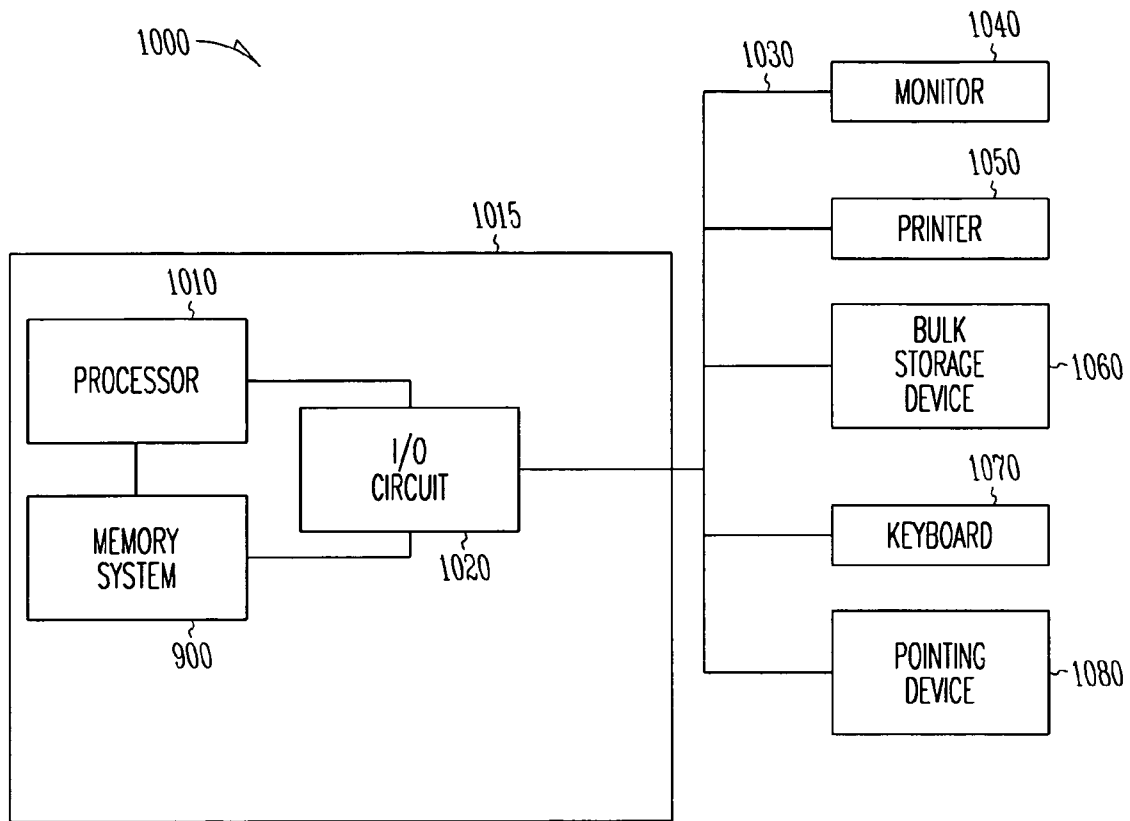 1000
1030
1040
MONITOR
1050
PRINTER
1015
1010
PROCESSOR
BULK
STORAGE
DEVICE
1060
I/O
CIRCUIT
1020
MEMORY
SYSTEM
900
1070
KEYBOARD
POINTING
DEVICE
1080